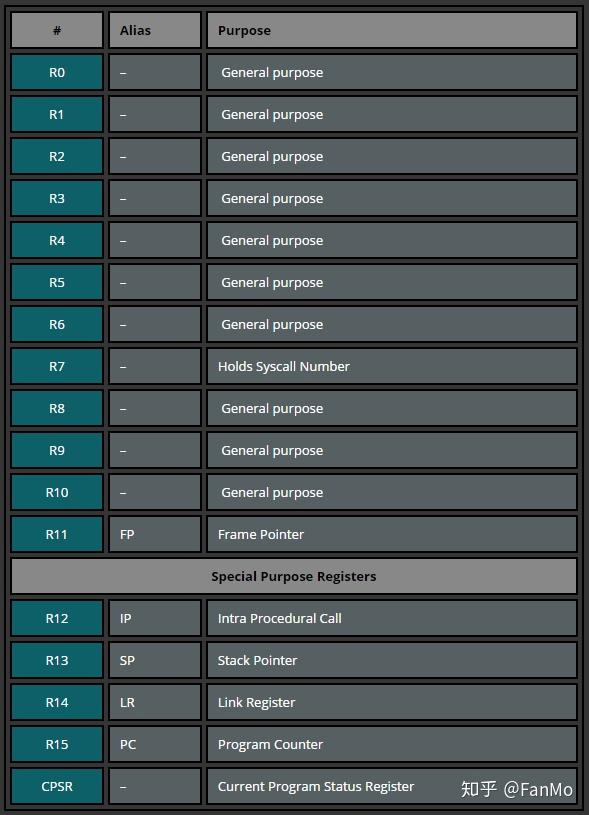 # Alias Purpose
R0 – General purpose
R1 – General purpose
R2 – General purpose
R3 – General purpose
R4 – General purpose
R5 – General purpose
R6 – General purpose
R7 – Holds Syscall Number
R8 – General purpose
R9 – General purpose
R10 – General purpose
R11 FP Frame Pointer
Special Purpose Registers
R12 IP Intra Procedural Call
R13 SP Stack Pointer
R14 LR Link Register
R15 PC Program Counter
CPSR – Current Program Status Register
知乎 @FanMo